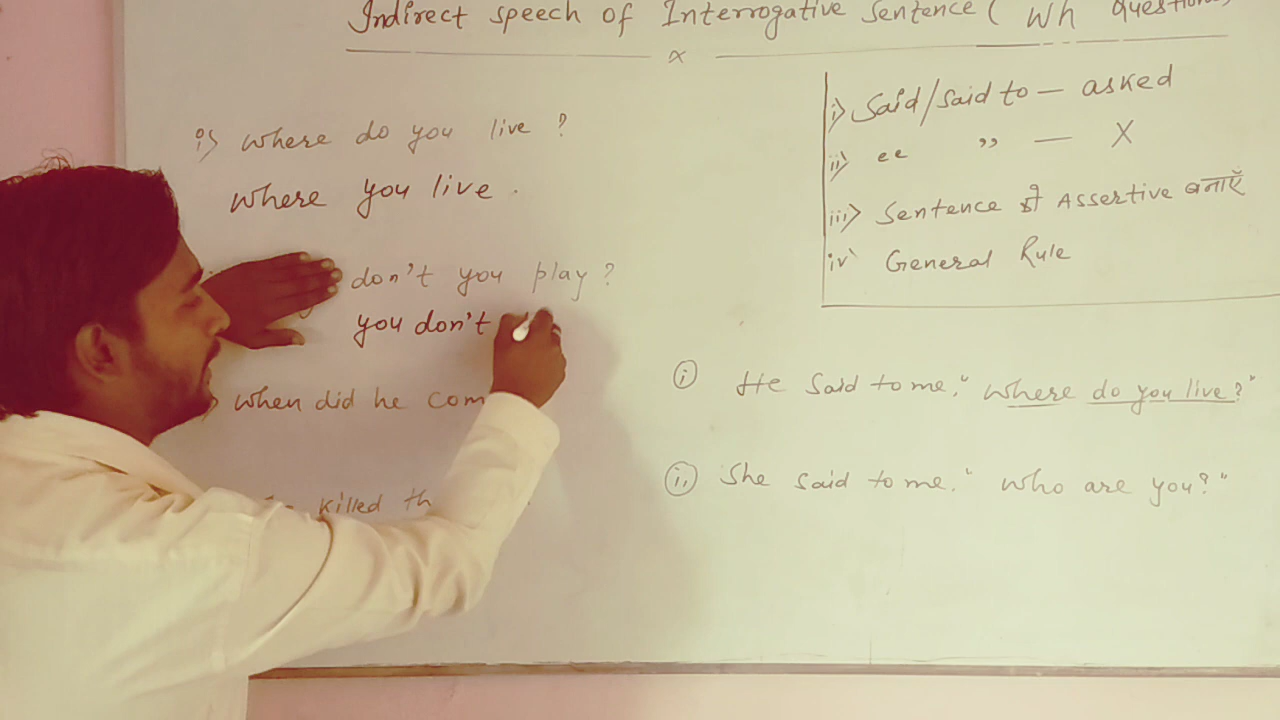 Indirect speech of Interrogative Sentence ( Wh Questions
i) where do you live ?
where you live .
don't you play ?
you don't
when did he com
killed th
i) Said/said to — asked
ii) " " — X
iii) Sentence को Assertive बनाएँ
iv) General Rule
i He said to me, "where do you live?"
ii She said to me, "who are you?"